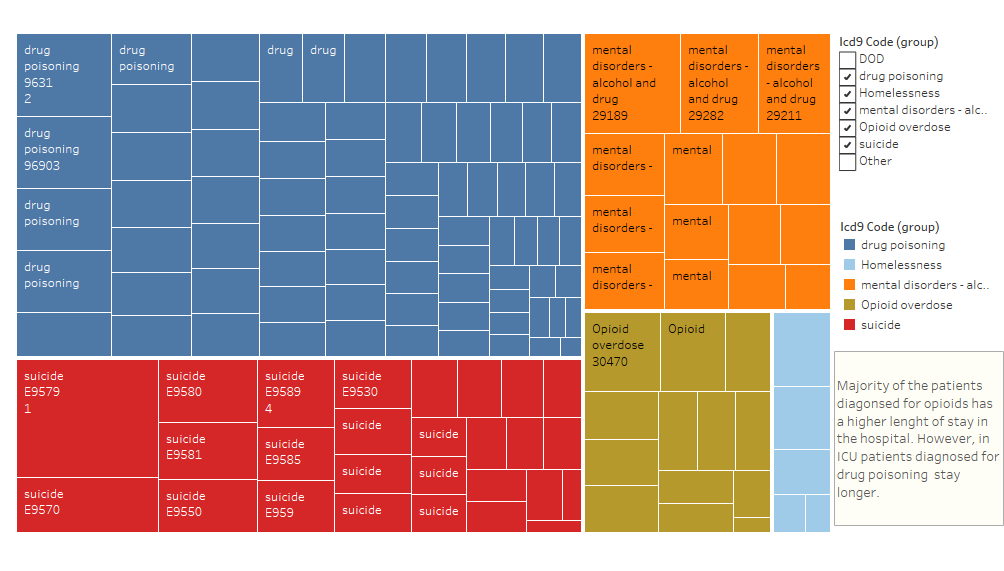 drug
poisoning
9631
2
drug
poisoning
drug
drug
drug
poisoning
96903
drug
poisoning
drug
poisoning
mental
disorders -
alcohol and
drug
29189
mental
disorders -
alcohol
and drug
29282
mental
disorders
- alcohol
and drug
29211
mental
disorders -
mental
mental
disorders -
mental
mental
disorders -
mental
suicide
E9579
1
suicide
E9580
suicide
E9589
4
suicide
E9530
suicide
E9581
suicide
E9585
suicide
suicide
suicide
suicide
suicide
E9570
suicide
E9550
suicide
E959
suicide
suicide
Opioid
overdose
30470
Opioid
Icd9 Code (group)
DOD
drug poisoning
Homelessness
mental disorders - alc..
Opioid overdose
suicide
Other
Icd9 Code (group)
drug poisoning
Homelessness
mental disorders - alc..
Opioid overdose
suicide
Majority of the patients
diagonsed for opioids has
a higher lenght of stay in
the hospital. However, in
ICU patients diagnosed for
drug poisoning stay
longer.